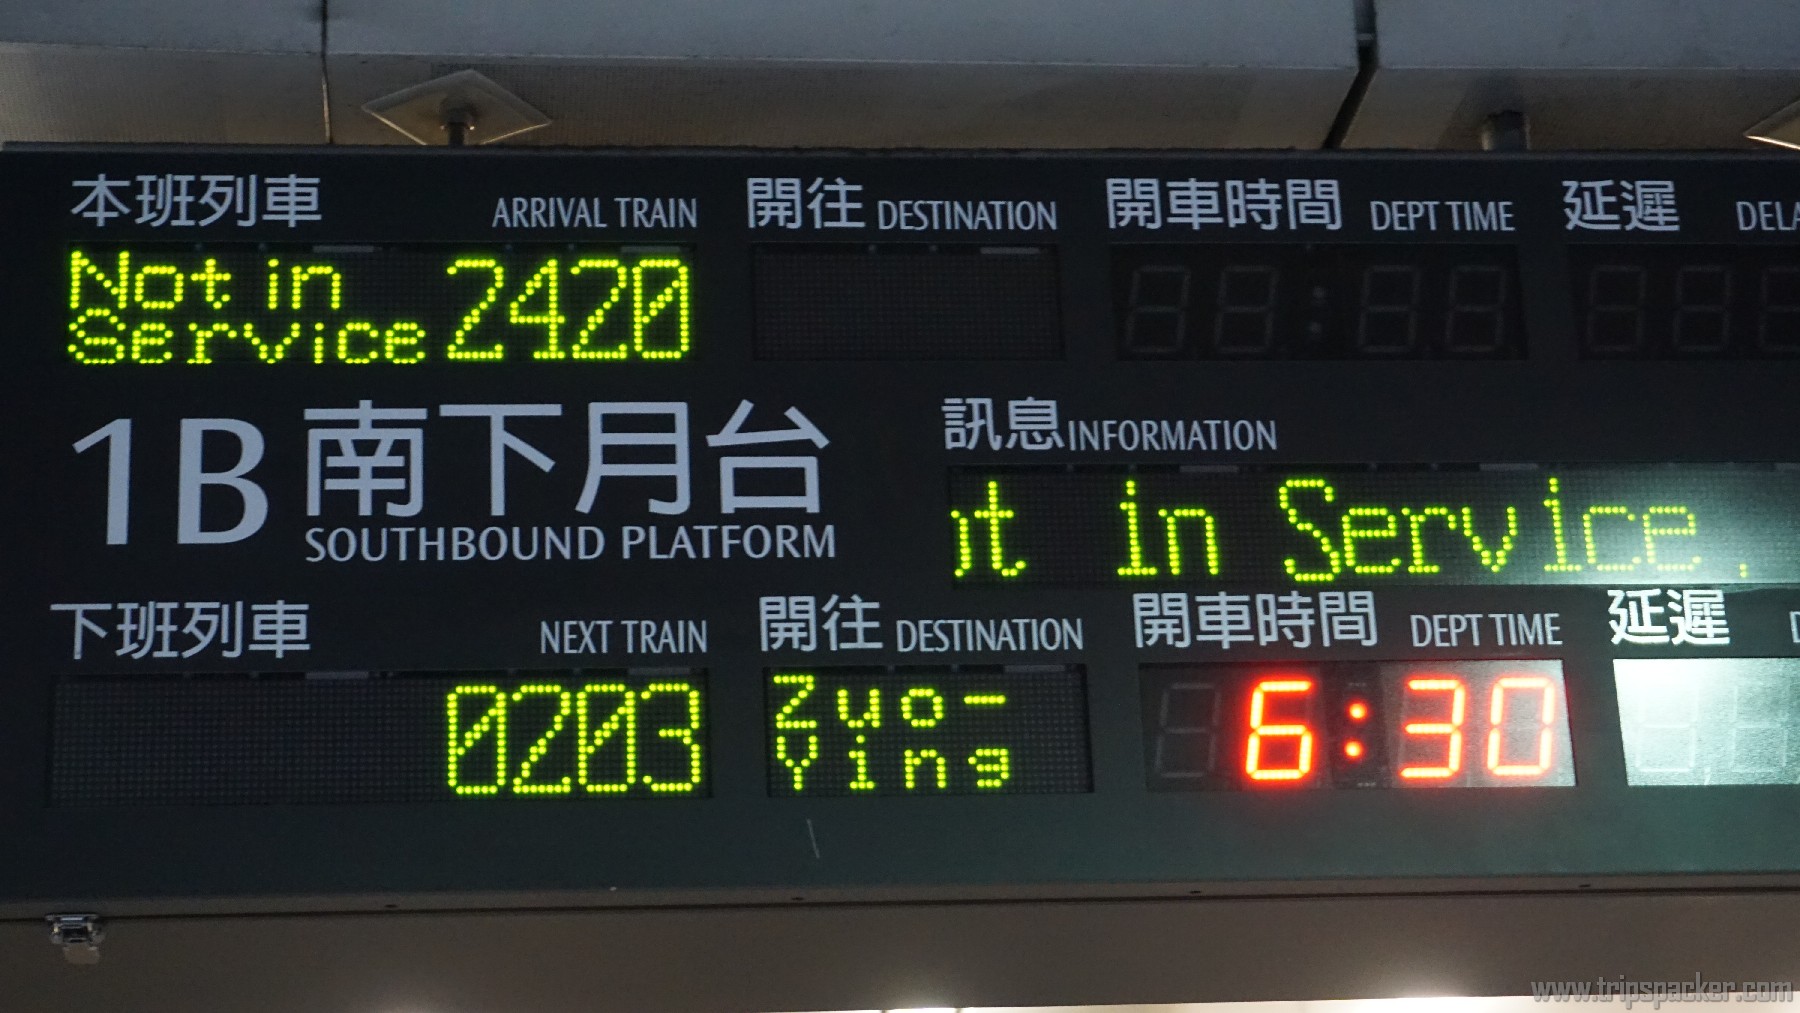 本班列車 ARRIVAL TRAIN 開往 DESTINATION 開車時間 DEPT TIME 延遲
Not in
Service 2420
1B 南下月台
SOUTHBOUND PLATFORM
訊息 INFORMATION
in Service.
下班列車 NEXT TRAIN 開往 DESTINATION 開車時間 DEPT TIME 延遲
0203 Zuo-
Ying 6:30
www.tripspacker.com